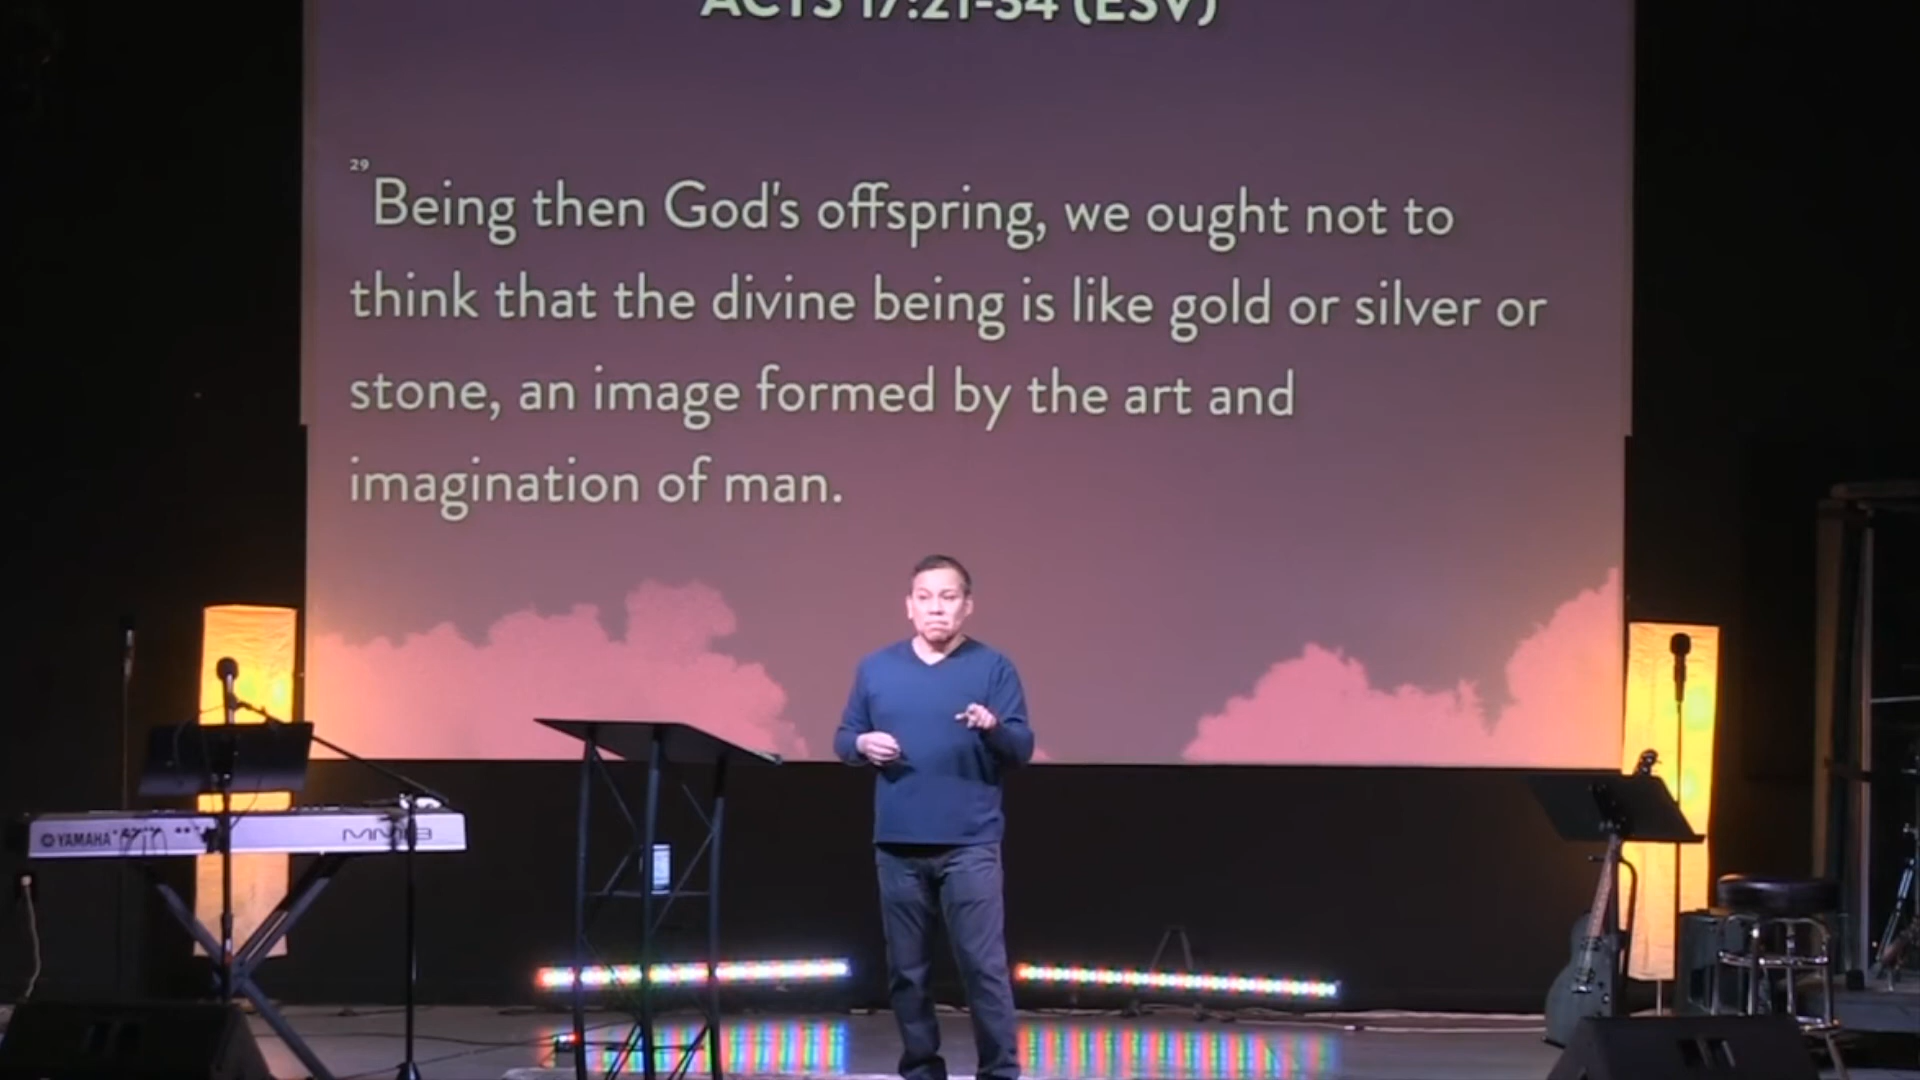 ACTS 17:21-34 (ESV)
29 Being then God's offspring, we ought not to
think that the divine being is like gold or silver or
stone, an image formed by the art and
imagination of man.
YAMAHA
MM8